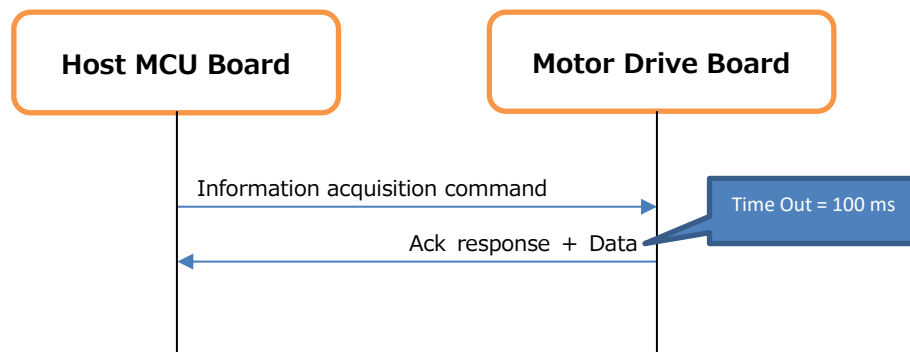 Host MCU Board
Motor Drive Board
Information acquisition command
Time Out = 100 ms
Ack response + Data